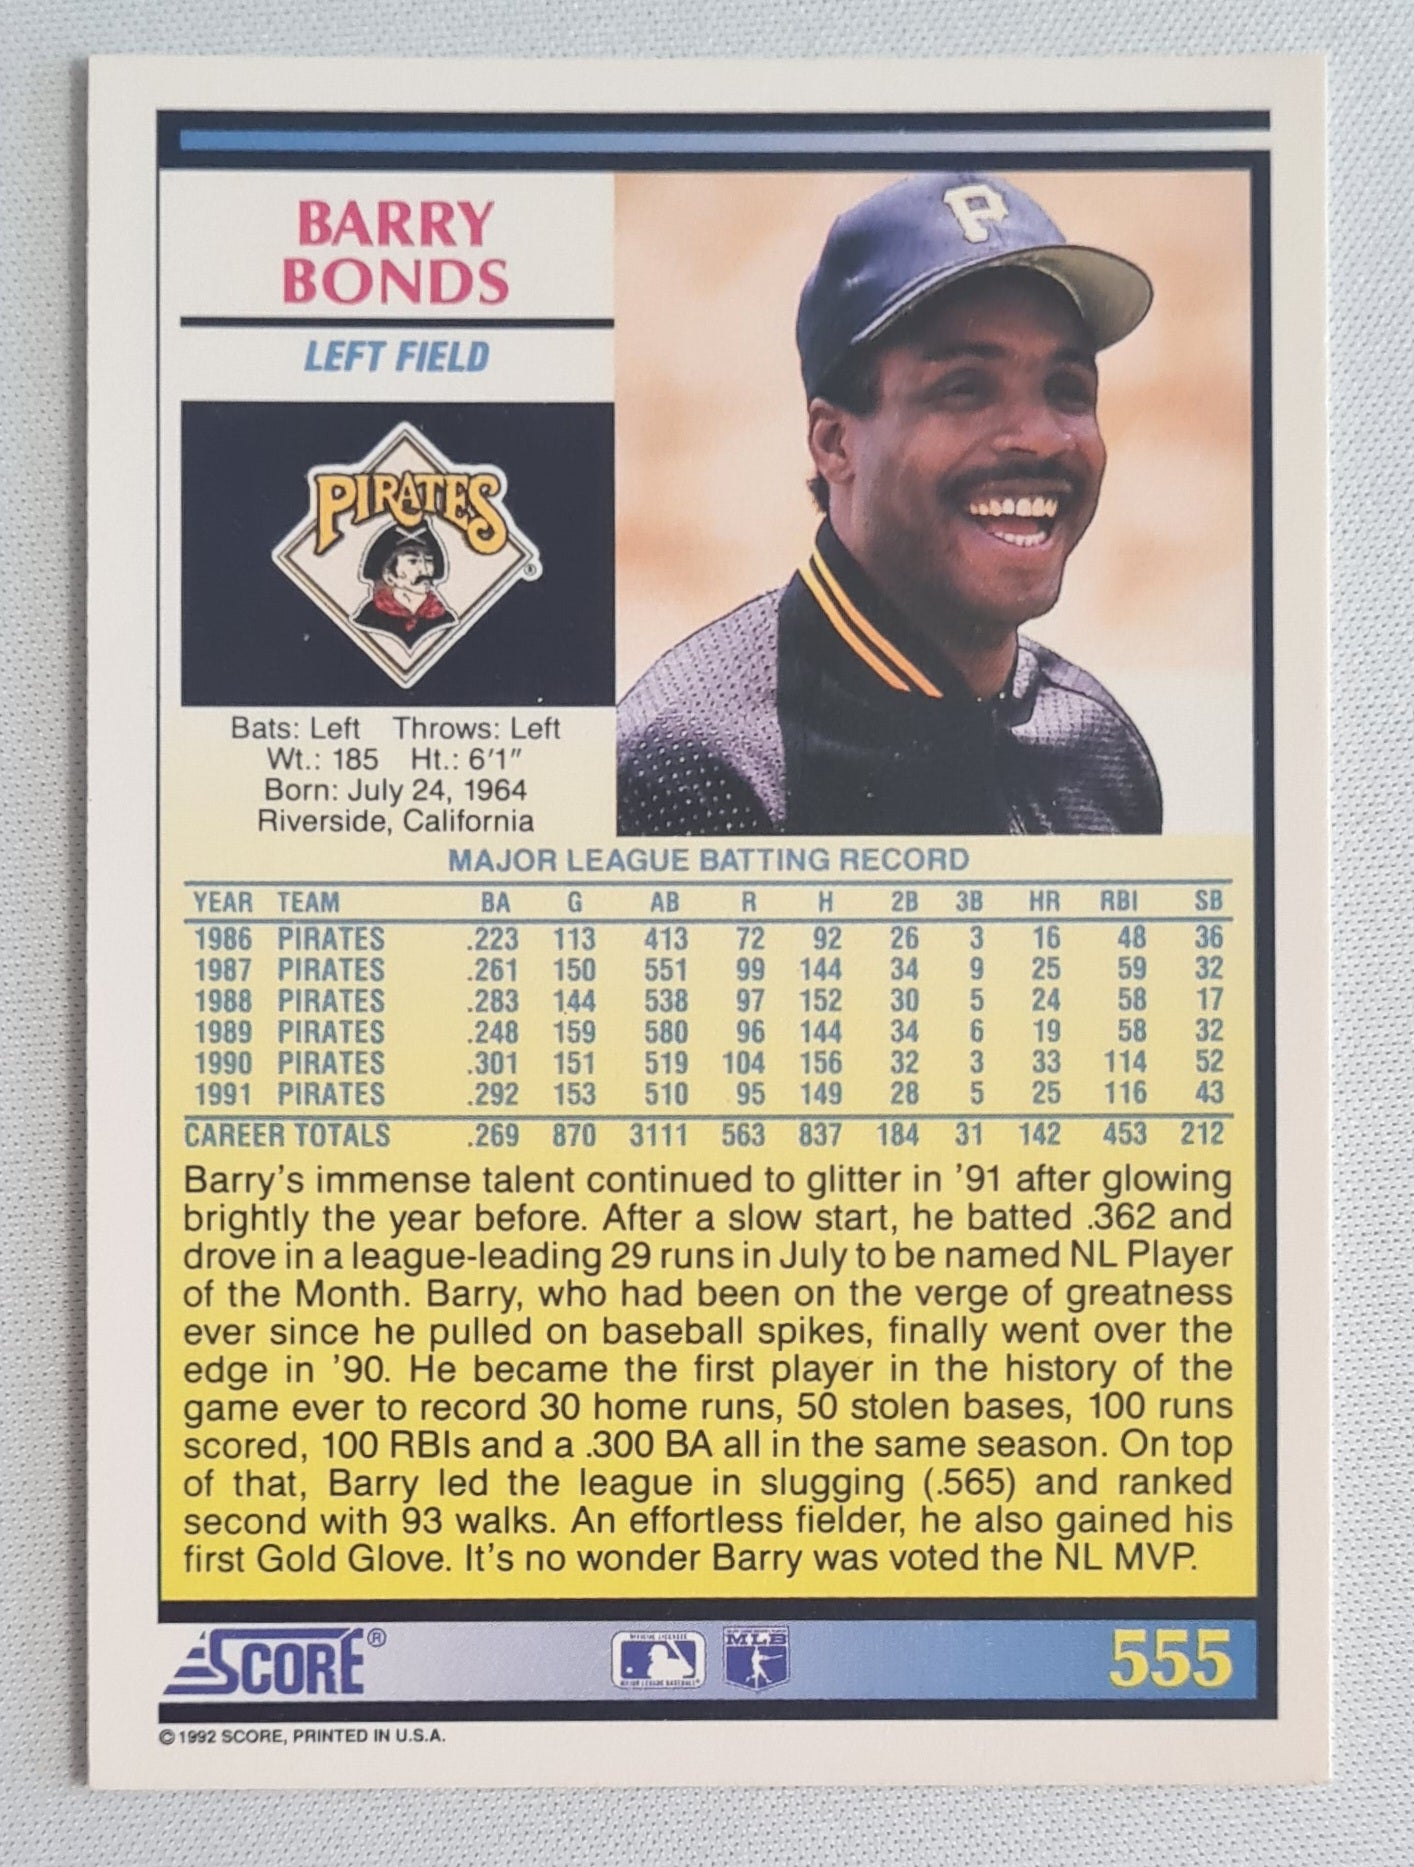 BARRY
BONDS
LEFT FIELD
P
PIRATES
®
Bats: Left Throws: Left
Wt.: 185 Ht.: 6'1"
Born: July 24, 1964
Riverside, California
MAJOR LEAGUE BATTING RECORD
YEAR TEAM BA G AB R H 2B 3B HR RBI SB
1986 PIRATES .223 113 413 72 92 26 3 16 48 36
1987 PIRATES .261 150 551 99 144 34 9 25 59 32
1988 PIRATES .283 144 538 97 152 30 5 24 58 17
1989 PIRATES .248 159 580 96 144 34 6 19 58 32
1990 PIRATES .301 151 519 104 156 32 3 33 114 52
1991 PIRATES .292 153 510 95 149 28 5 25 116 43
CAREER TOTALS .269 870 3111 563 837 184 31 142 453 212
Barry's immense talent continued to glitter in '91 after glowing
brightly the year before. After a slow start, he batted .362 and
drove in a league-leading 29 runs in July to be named NL Player
of the Month. Barry, who had been on the verge of greatness
ever since he pulled on baseball spikes, finally went over the
edge in '90. He became the first player in the history of the
game ever to record 30 home runs, 50 stolen bases, 100 runs
scored, 100 RBIs and a .300 BA all in the same season. On top
of that, Barry led the league in slugging (.565) and ranked
second with 93 walks. An effortless fielder, he also gained his
first Gold Glove. It's no wonder Barry was voted the NL MVP.
SCORE® MLB 555
© 1992 SCORE, PRINTED IN U.S.A.